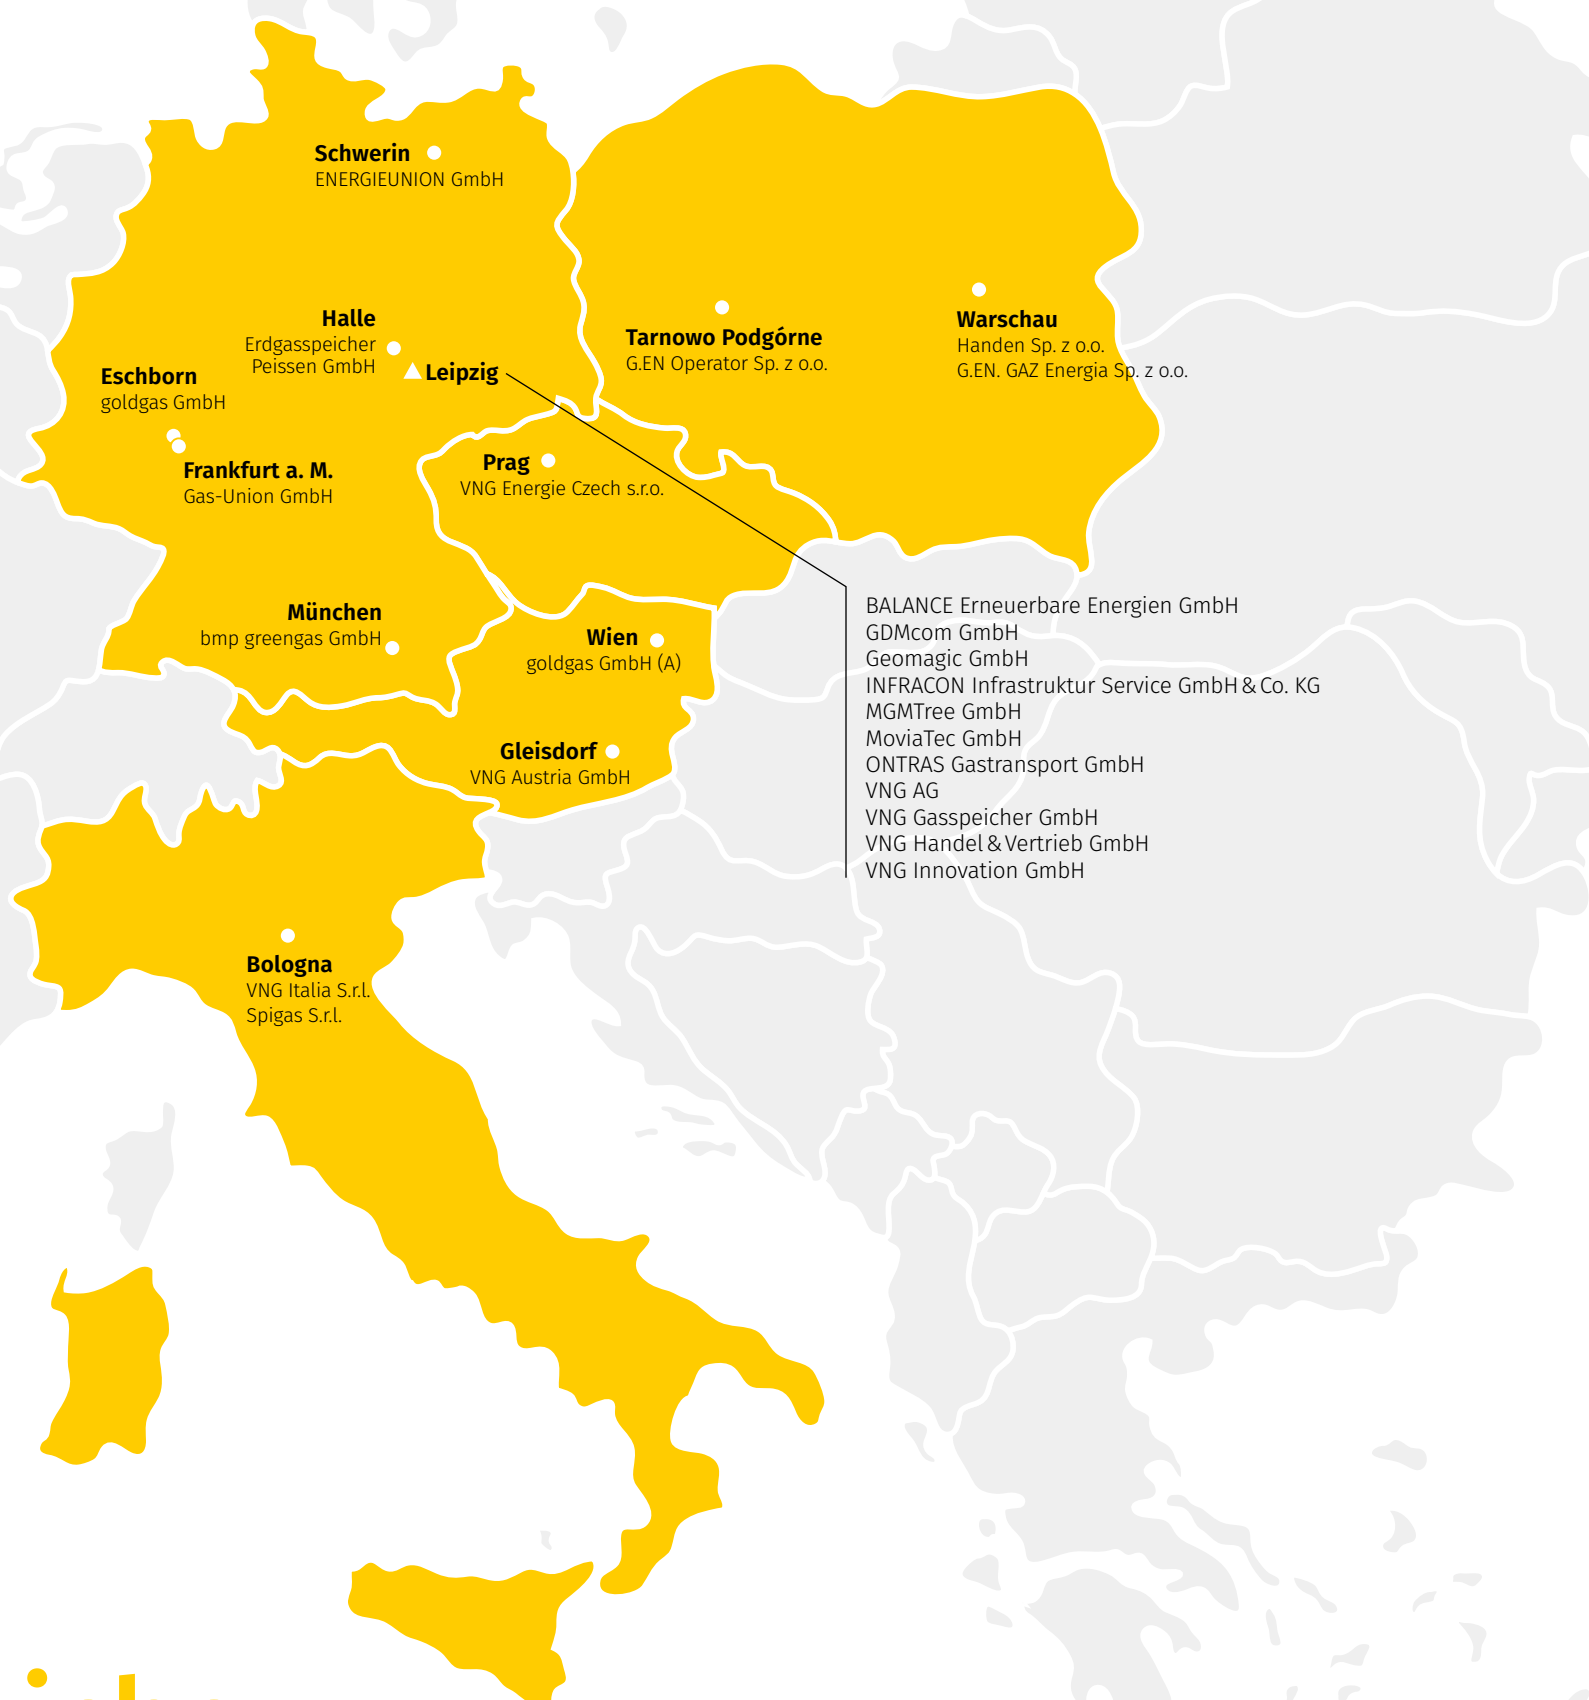 Schwerin
ENERGIEUNION GmbH
Halle
Erdgasspeicher
Peissen GmbH
Leipzig
Eschborn
goldgas GmbH
Frankfurt a. M.
Gas-Union GmbH
Tarnowo Podgórne
G.EN Operator Sp. z o.o.
Warschau
Handen Sp. z o.o.
G.EN. GAZ Energia Sp. z o.o.
Prag
VNG Energie Czech s.r.o.
München
bmp greengas GmbH
Wien
goldgas GmbH (A)
Gleisdorf
VNG Austria GmbH
BALANCE Erneuerbare Energien GmbH
GDMcom GmbH
Geomagic GmbH
INFRACON Infrastruktur Service GmbH & Co. KG
MGMTree GmbH
MoviaTec GmbH
ONTRAS Gastransport GmbH
VNG AG
VNG Gasspeicher GmbH
VNG Handel & Vertrieb GmbH
VNG Innovation GmbH
Bologna
VNG Italia S.r.l.
Spigas S.r.l.